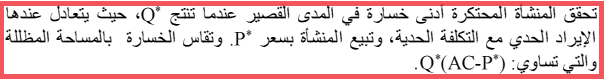 تحقق المنشأة المحتكرة أدنى خسارة في المدى القصير عندما تنتج Q*، حيث يتعادل عندها
الإيراد الحدي مع التكلفة الحدية، وتبيع المنشأة بسعر P*. وتقاس الخسارة بالمساحة المظللة
والتي تساوي: Q*(AC-P*).